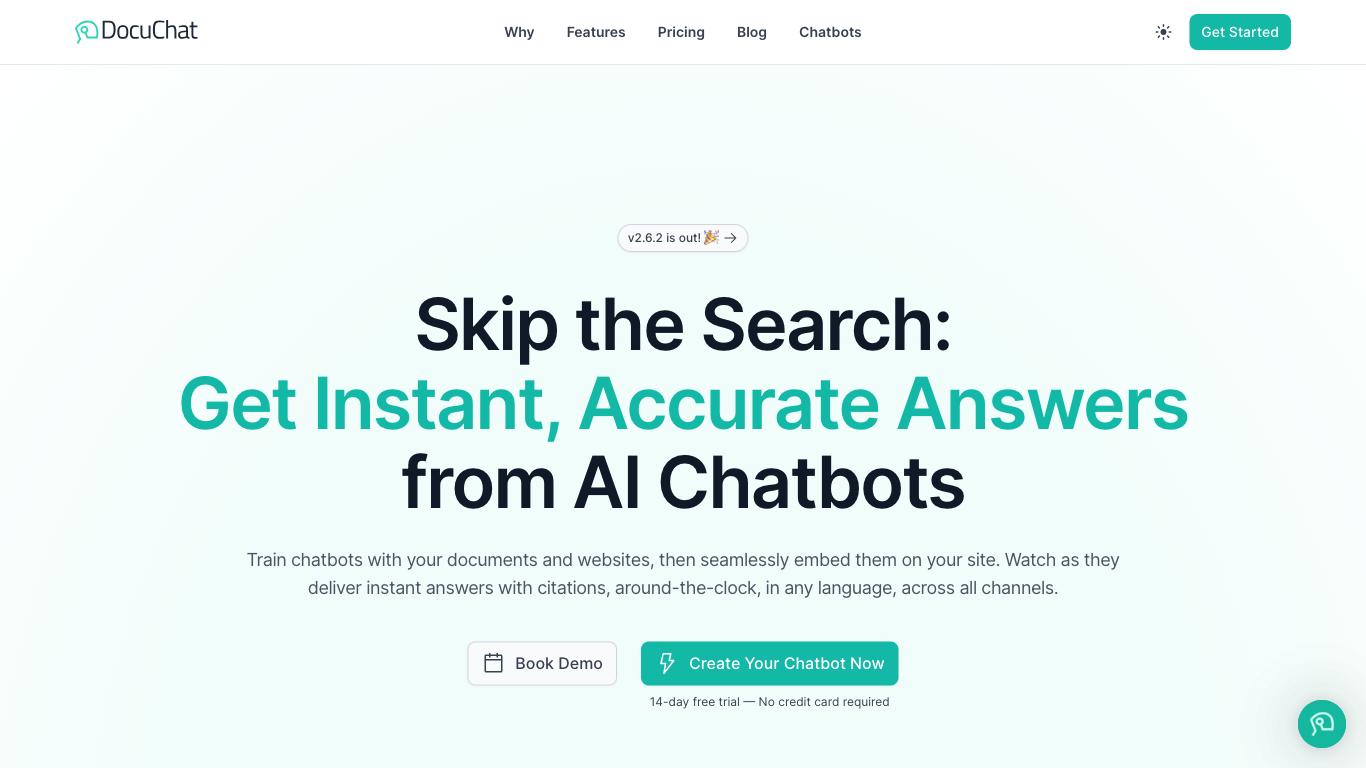 DocuChat
Why
Features
Pricing
Blog
Chatbots
Get Started
v2.6.2 is out! 🎉
Skip the Search:
Get Instant, Accurate Answers
from AI Chatbots
Train chatbots with your documents and websites, then seamlessly embed them on your site. Watch as they
deliver instant answers with citations, around-the-clock, in any language, across all channels.
Book Demo
Create Your Chatbot Now
14-day free trial — No credit card required